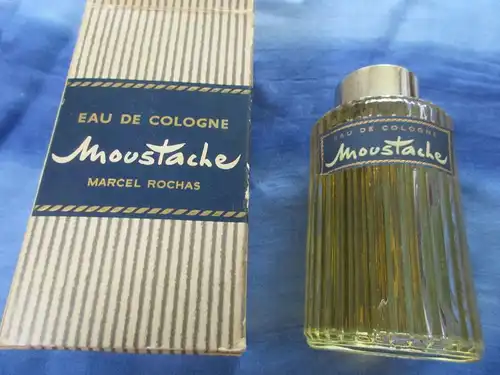 EAU DE COLOGNE
Moustache
MARCEL ROCHAS
EAU DE COLOGNE
Moustache